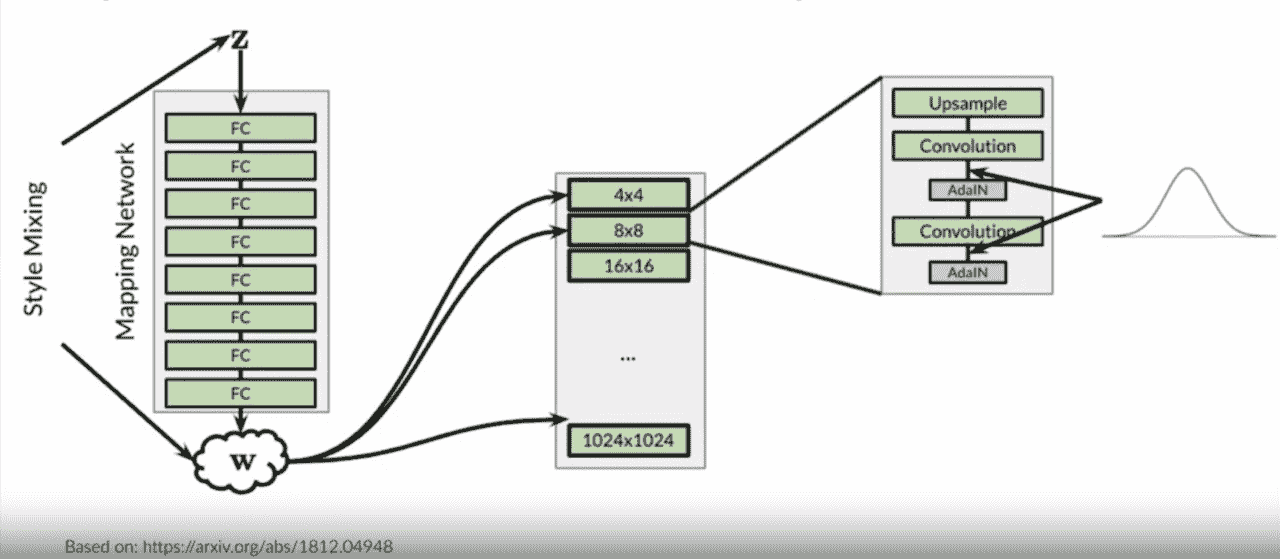 Style Mixing
Mapping Network
z
FC
FC
FC
FC
FC
FC
FC
FC
w
4x4
8x8
16x16
...
1024x1024
Upsample
Convolution
AdaIN
Convolution
AdaIN
Based on: https://arxiv.org/abs/1812.04948